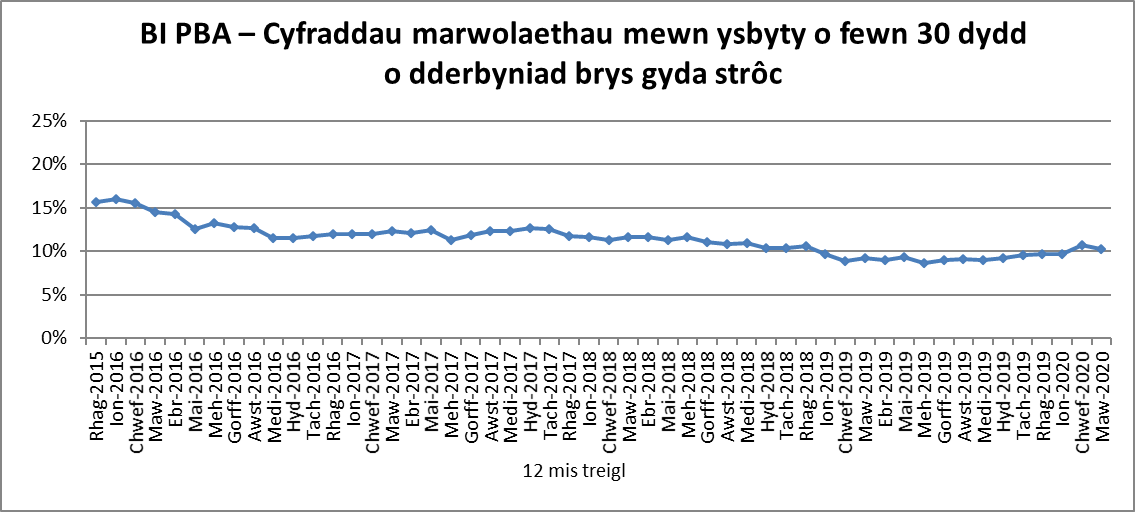 BI PBA – Cyfraddau marwolaethau mewn ysbyty o fewn 30 dydd
o dderbyniad brys gyda strôc
25%
20%
15%
10%
5%
0%
Rhag-2015
Ion-2016
Chwef-2016
Maw-2016
Ebr-2016
Mai-2016
Meh-2016
Gorff-2016
Awst-2016
Medi-2016
Hyd-2016
Tach-2016
Rhag-2016
Ion-2017
Chwef-2017
Maw-2017
Ebr-2017
Mai-2017
Meh-2017
Gorff-2017
Awst-2017
Medi-2017
Hyd-2017
Tach-2017
Rhag-2017
Ion-2018
Chwef-2018
Maw-2018
Ebr-2018
Mai-2018
Meh-2018
Gorff-2018
Awst-2018
Medi-2018
Hyd-2018
Tach-2018
Rhag-2018
Ion-2019
Chwef-2019
Maw-2019
Ebr-2019
Mai-2019
Meh-2019
Gorff-2019
Awst-2019
Medi-2019
Hyd-2019
Tach-2019
Rhag-2019
Ion-2020
Chwef-2020
Maw-2020
12 mis treigl